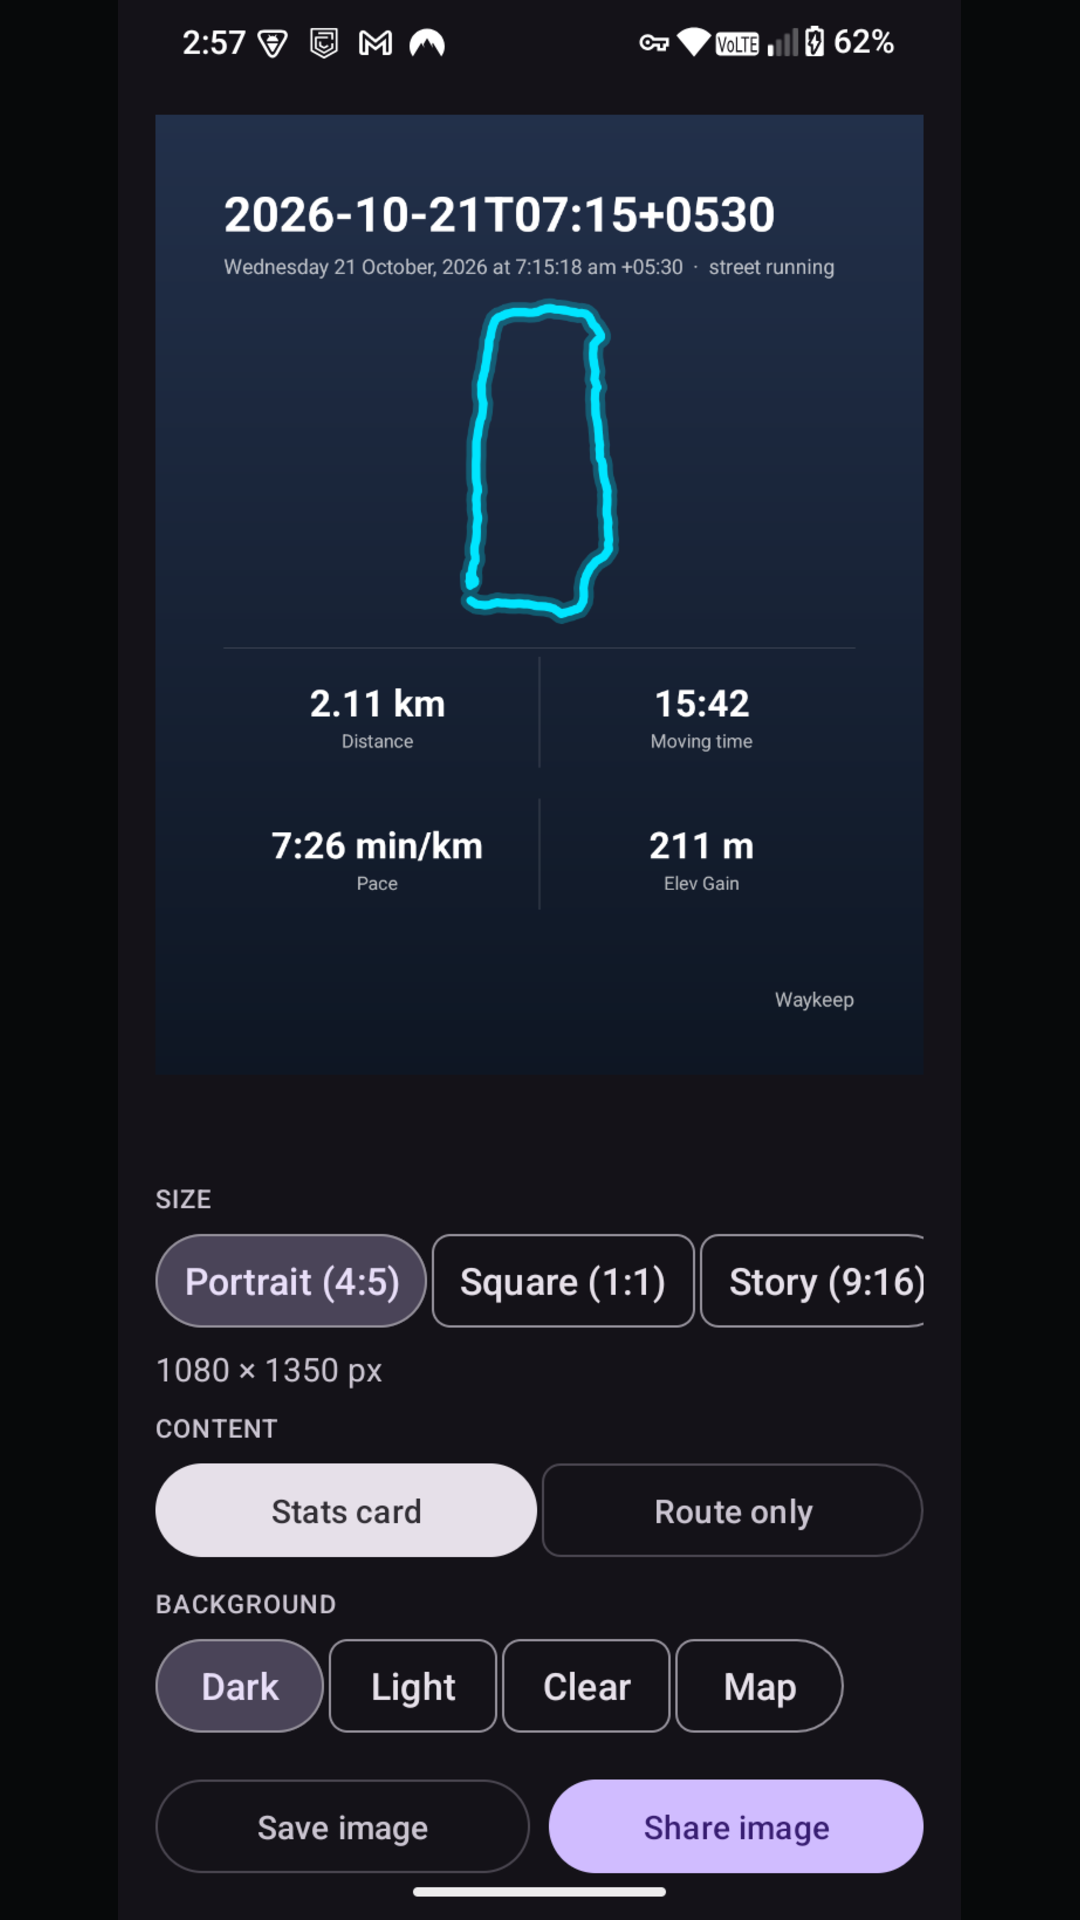 2:57
VoLTE
62%
2026-10-21T07:15+0530
Wednesday 21 October, 2026 at 7:15:18 am +05:30 · street running
2.11 km
Distance
15:42
Moving time
7:26 min/km
Pace
211 m
Elev Gain
Waykeep
SIZE
Portrait (4:5)
Square (1:1)
Story (9:16)
1080 × 1350 px
CONTENT
Stats card
Route only
BACKGROUND
Dark
Light
Clear
Map
Save image
Share image